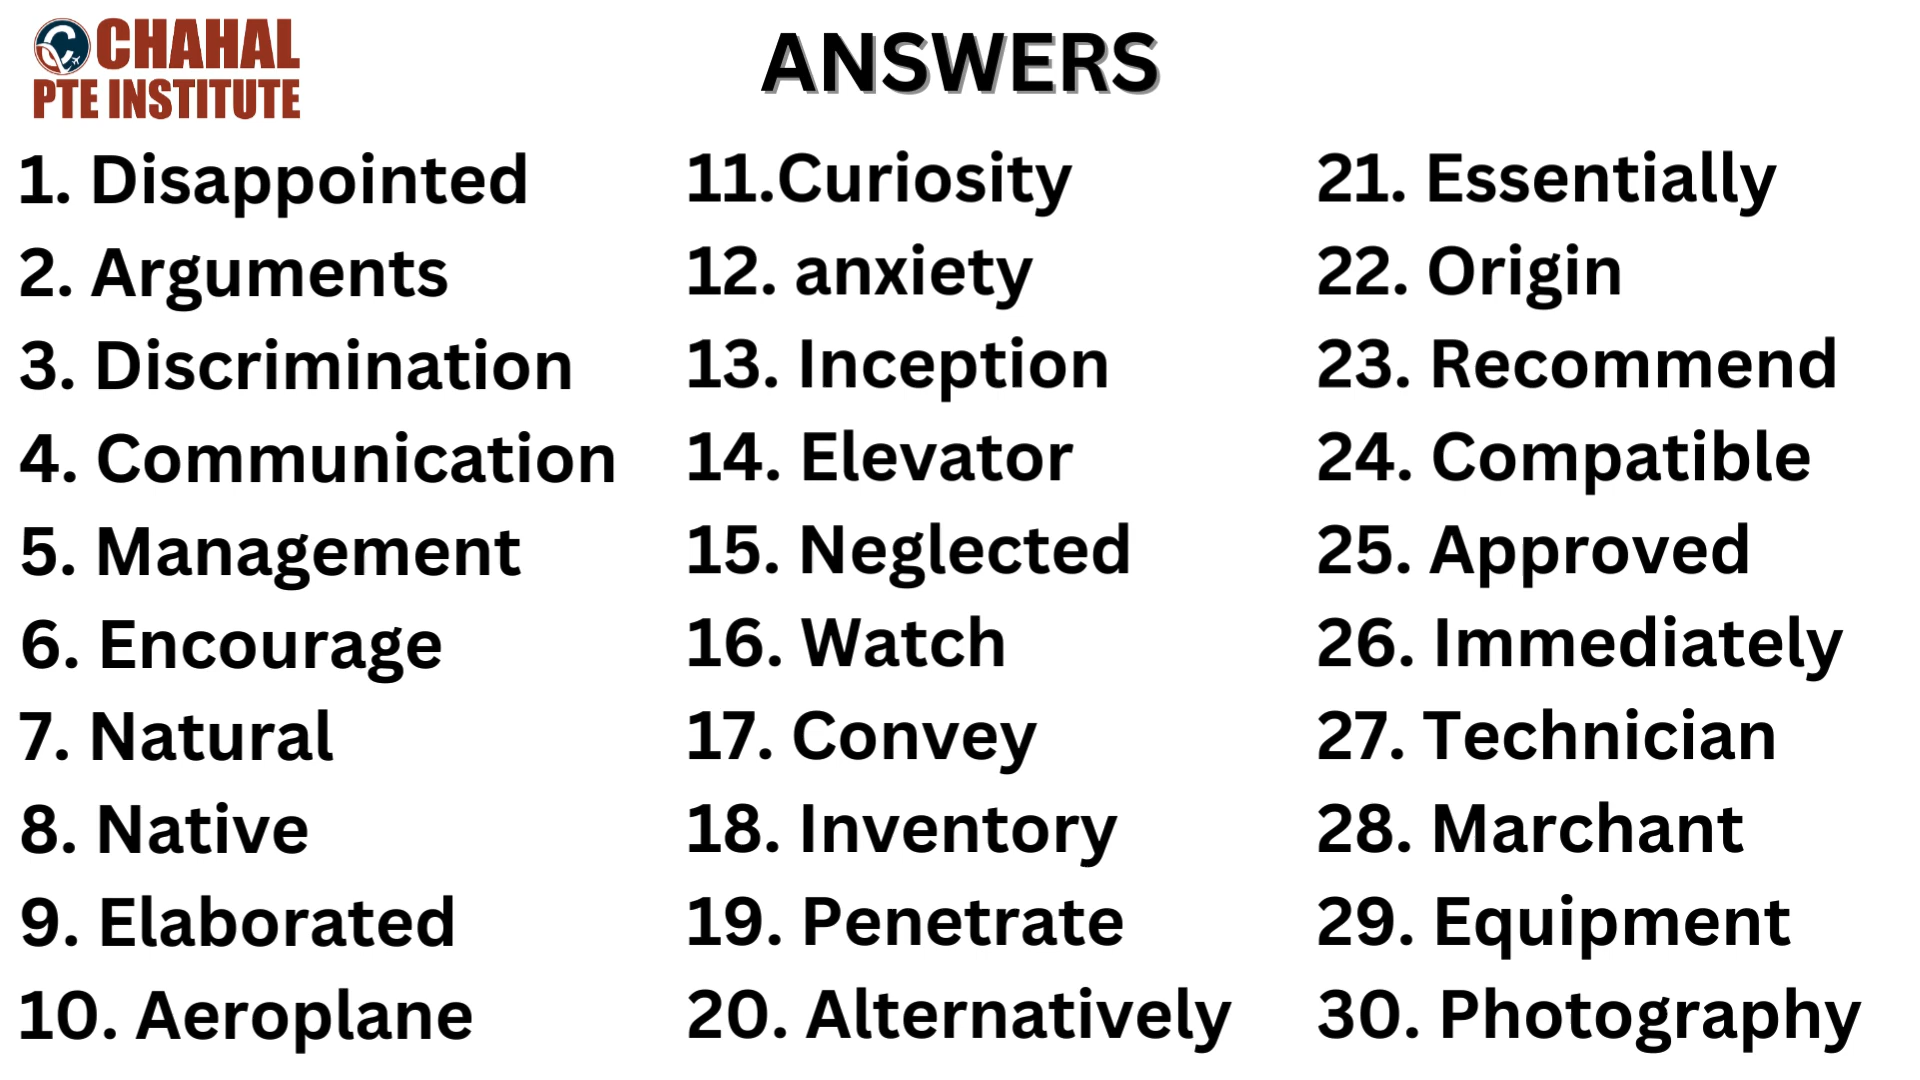 CHAHAL
PTE INSTITUTE
ANSWERS
1. Disappointed
2. Arguments
3. Discrimination
4. Communication
5. Management
6. Encourage
7. Natural
8. Native
9. Elaborated
10. Aeroplane
11.Curiosity
12. anxiety
13. Inception
14. Elevator
15. Neglected
16. Watch
17. Convey
18. Inventory
19. Penetrate
20. Alternatively
21. Essentially
22. Origin
23. Recommend
24. Compatible
25. Approved
26. Immediately
27. Technician
28. Marchant
29. Equipment
30. Photography